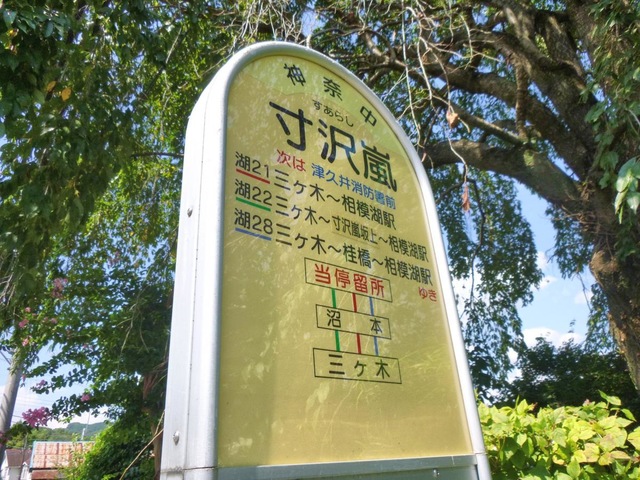 神奈中
すあらし
寸沢嵐
次は 津久井消防署前
湖21三ヶ木～相模湖駅
湖22三ヶ木～寸沢嵐坂上～相模湖駅
湖28三ヶ木～桂橋～相模湖駅
ゆき
当停留所
沼本
三ヶ木